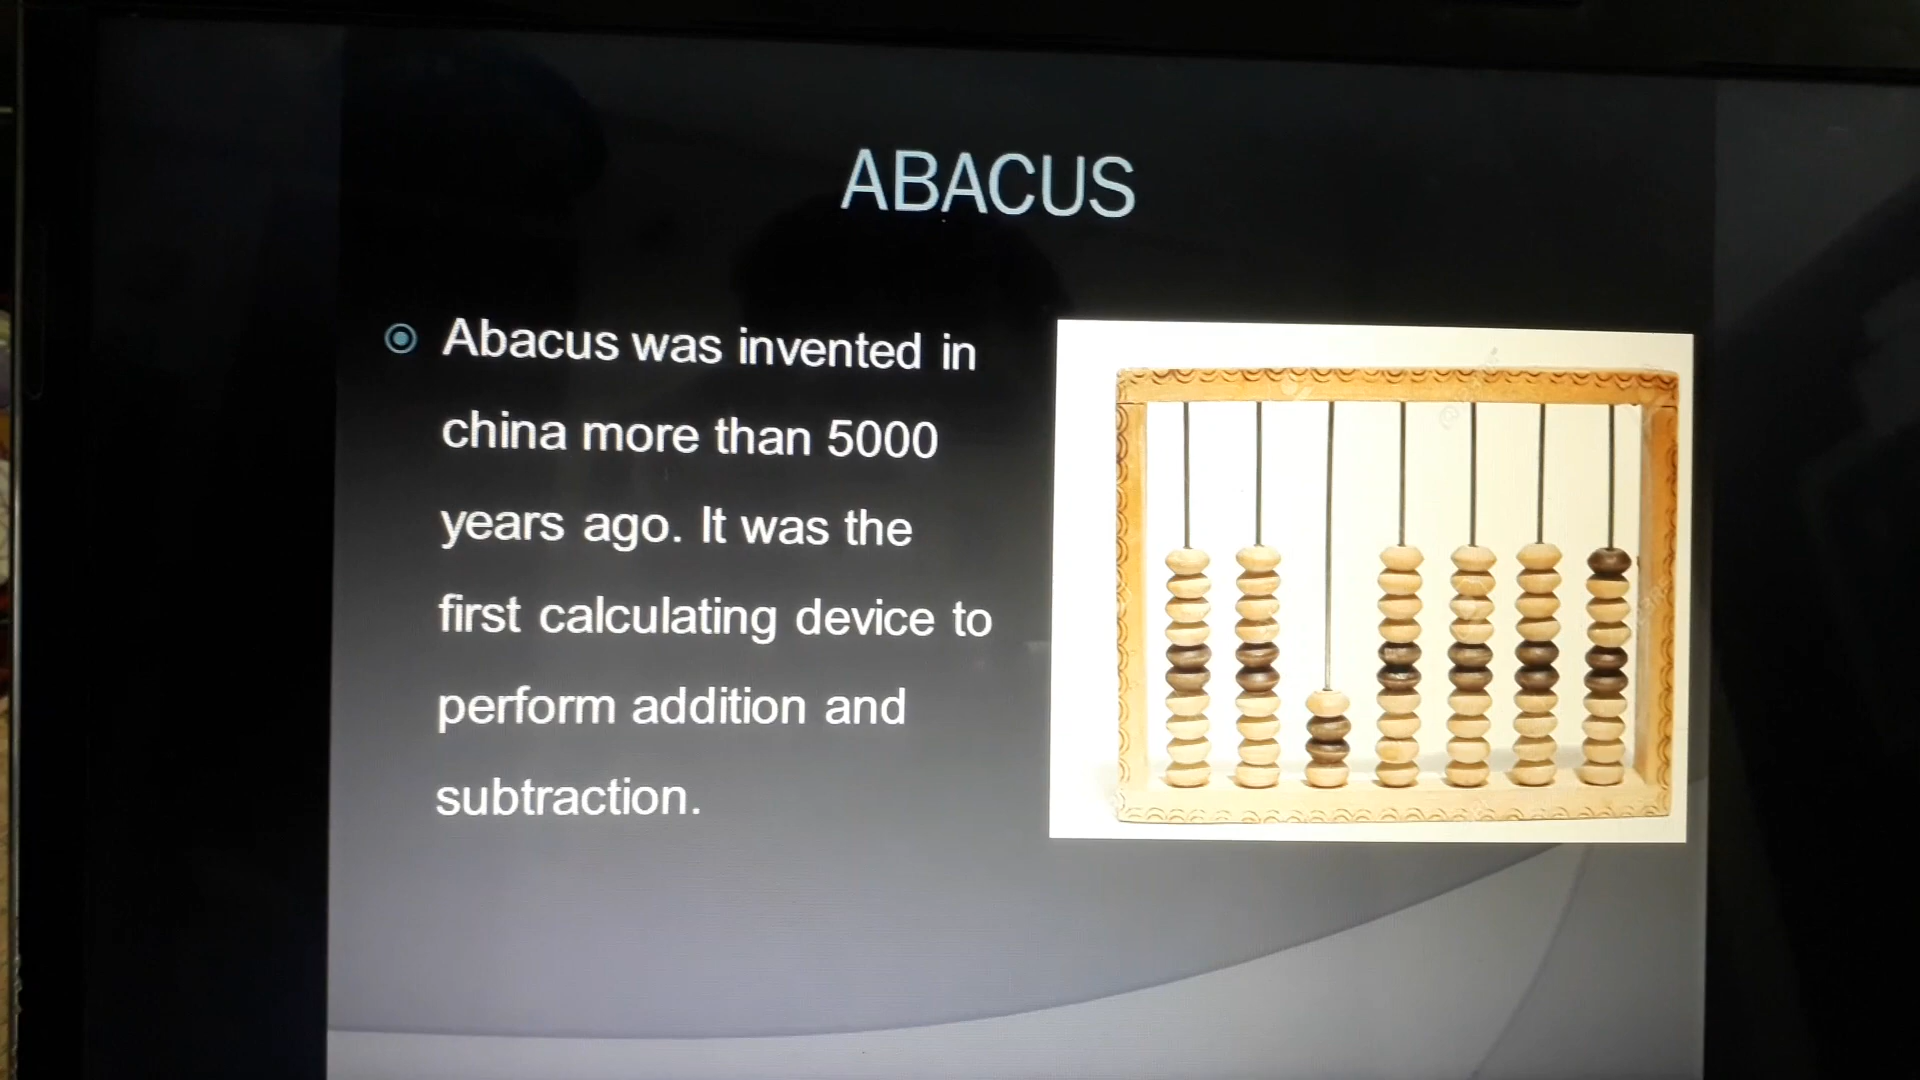 ABACUS
Abacus was invented in
china more than 5000
years ago. It was the
first calculating device to
perform addition and
subtraction.